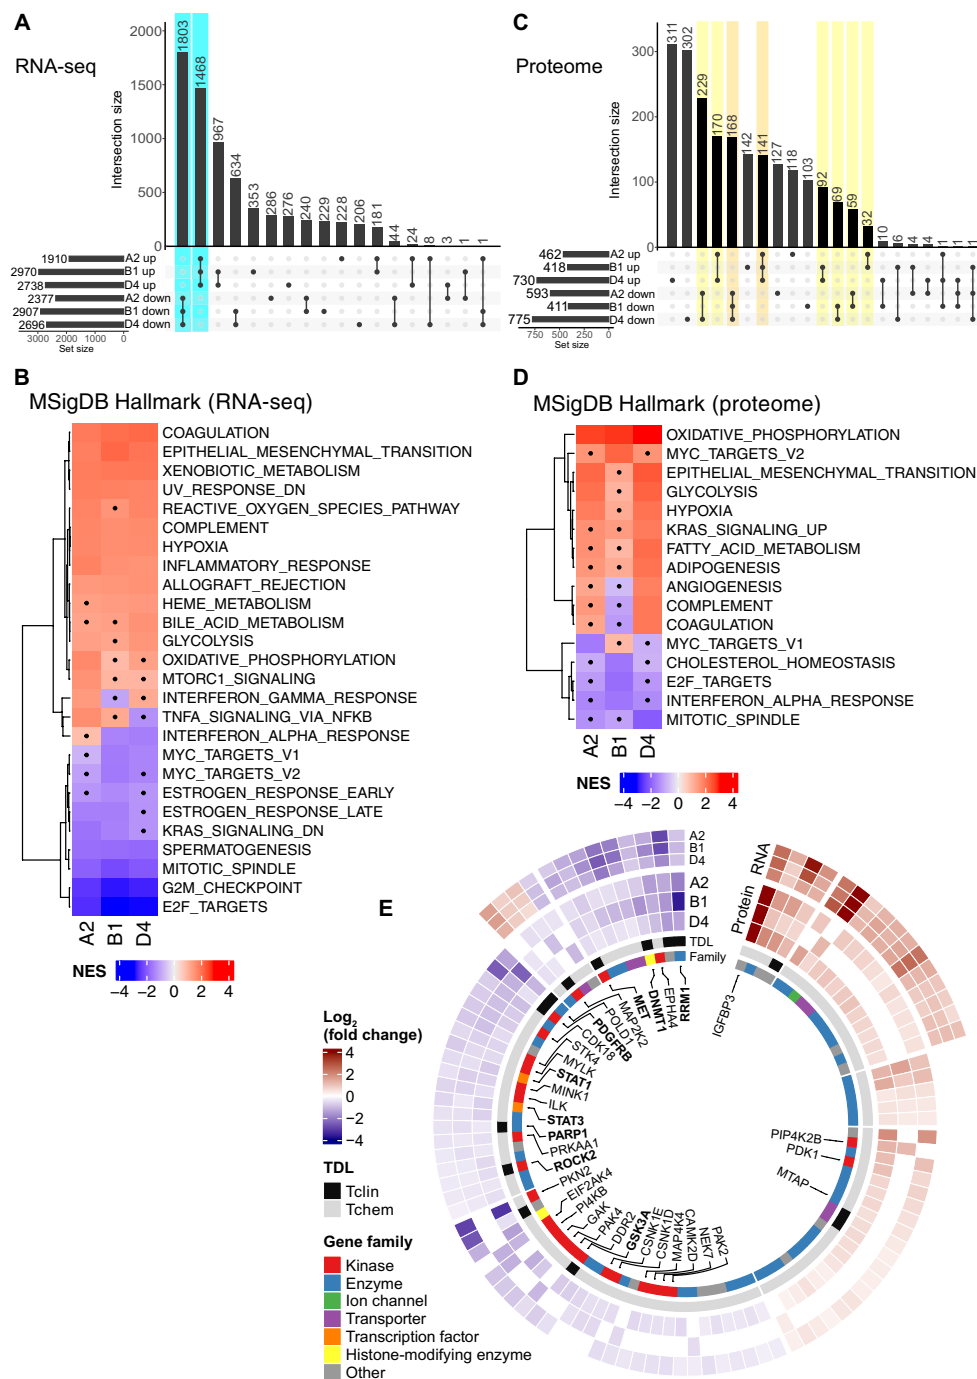 A
RNA-seq
Intersection size
2000
1500
1000
500
0
1803
1468
967
634
353
286
276
240
229
228
206
181
44
24
8
3
1
1
1910
2970
2738
2377
2907
2696
A2 up
B1 up
D4 up
A2 down
B1 down
D4 down
3000
2000
1000
0
Set size
C
Proteome
Intersection size
300
200
100
0
311
302
229
170
168
142
141
127
118
103
92
69
59
32
10
6
4
4
1
1
1
462
418
730
593
411
775
A2 up
B1 up
D4 up
A2 down
B1 down
D4 down
750
500
250
0
Set size
B
MSigDB Hallmark (RNA-seq)
COAGULATION
EPITHELIAL_MESENCHYMAL_TRANSITION
XENOBIOTIC_METABOLISM
UV_RESPONSE_DN
REACTIVE_OXYGEN_SPECIES_PATHWAY
COMPLEMENT
HYPOXIA
INFLAMMATORY_RESPONSE
ALLOGRAFT_REJECTION
HEME_METABOLISM
BILE_ACID_METABOLISM
GLYCOLYSIS
OXIDATIVE_PHOSPHORYLATION
MTORC1_SIGNALING
INTERFERON_GAMMA_RESPONSE
TNFA_SIGNALING_VIA_NFKB
INTERFERON_ALPHA_RESPONSE
MYC_TARGETS_V1
MYC_TARGETS_V2
ESTROGEN_RESPONSE_EARLY
ESTROGEN_RESPONSE_LATE
KRAS_SIGNALING_DN
SPERMATOGENESIS
MITOTIC_SPINDLE
G2M_CHECKPOINT
E2F_TARGETS
A2
B1
D4
NES
−4 −2 0 2 4
D
MSigDB Hallmark (proteome)
OXIDATIVE_PHOSPHORYLATION
MYC_TARGETS_V2
EPITHELIAL_MESENCHYMAL_TRANSITION
GLYCOLYSIS
HYPOXIA
KRAS_SIGNALING_UP
FATTY_ACID_METABOLISM
ADIPOGENESIS
ANGIOGENESIS
COMPLEMENT
COAGULATION
MYC_TARGETS_V1
CHOLESTEROL_HOMEOSTASIS
E2F_TARGETS
INTERFERON_ALPHA_RESPONSE
MITOTIC_SPINDLE
A2
B1
D4
NES
−4 −2 0 2 4
E
A2
B1
D4
A2
B1
D4
TDL
Family
RNA
Protein
IGFBP3
PIP4K2B
PDK1
MTAP
RRM1
EPHA4
DNMT1
MET
MAP2K2
POLD1
PDGFRB
CDK18
STK4
MYLK
STAT1
MINK1
ILK
STAT3
PARP1
PRKAA1
ROCK2
PKN2
EIF2AK4
PI4KB
GAK
PAK4
DDR2
GSK3A
CSNK1E
CSNK1D
MAP4K4
CAMK2D
NEK7
PAK2
Log2
(fold change)
4
2
0
−2
−4
TDL
Tclin
Tchem
Gene family
Kinase
Enzyme
Ion channel
Transporter
Transcription factor
Histone-modifying enzyme
Other